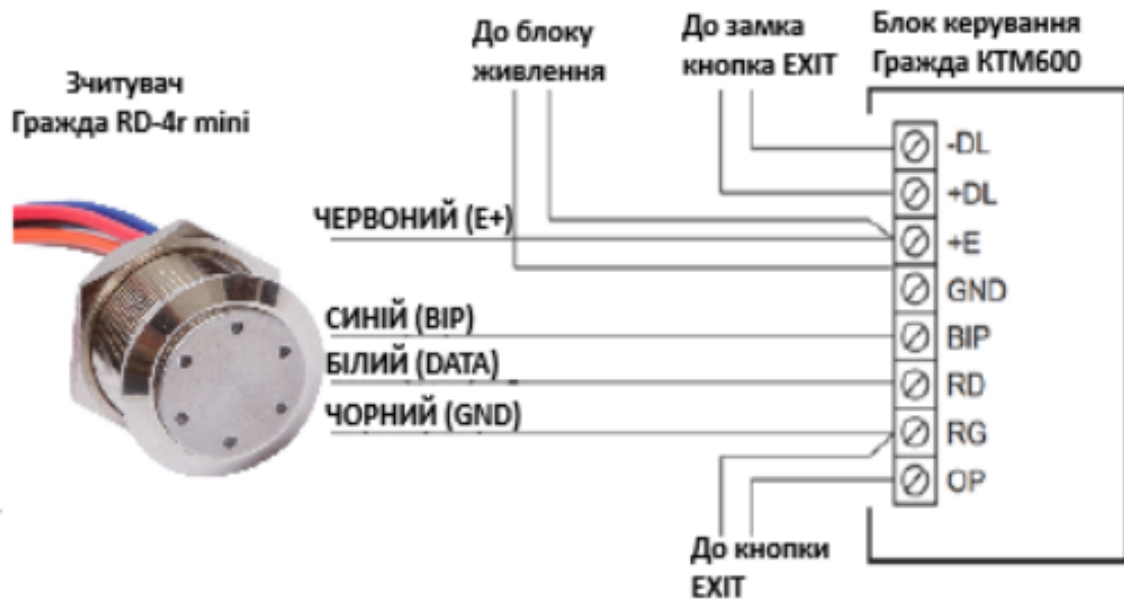 Зчитувач
Гражда RD-4r mini
До блоку
живлення
До замка
кнопка EXIT
Блок керування
Гражда КТМ600
ЧЕРВОНИЙ (E+)
СИНІЙ (BIP)
БІЛИЙ (DATA)
ЧОРНИЙ (GND)
-DL
+DL
+E
GND
BIP
RD
RG
OP
До кнопки
EXIT